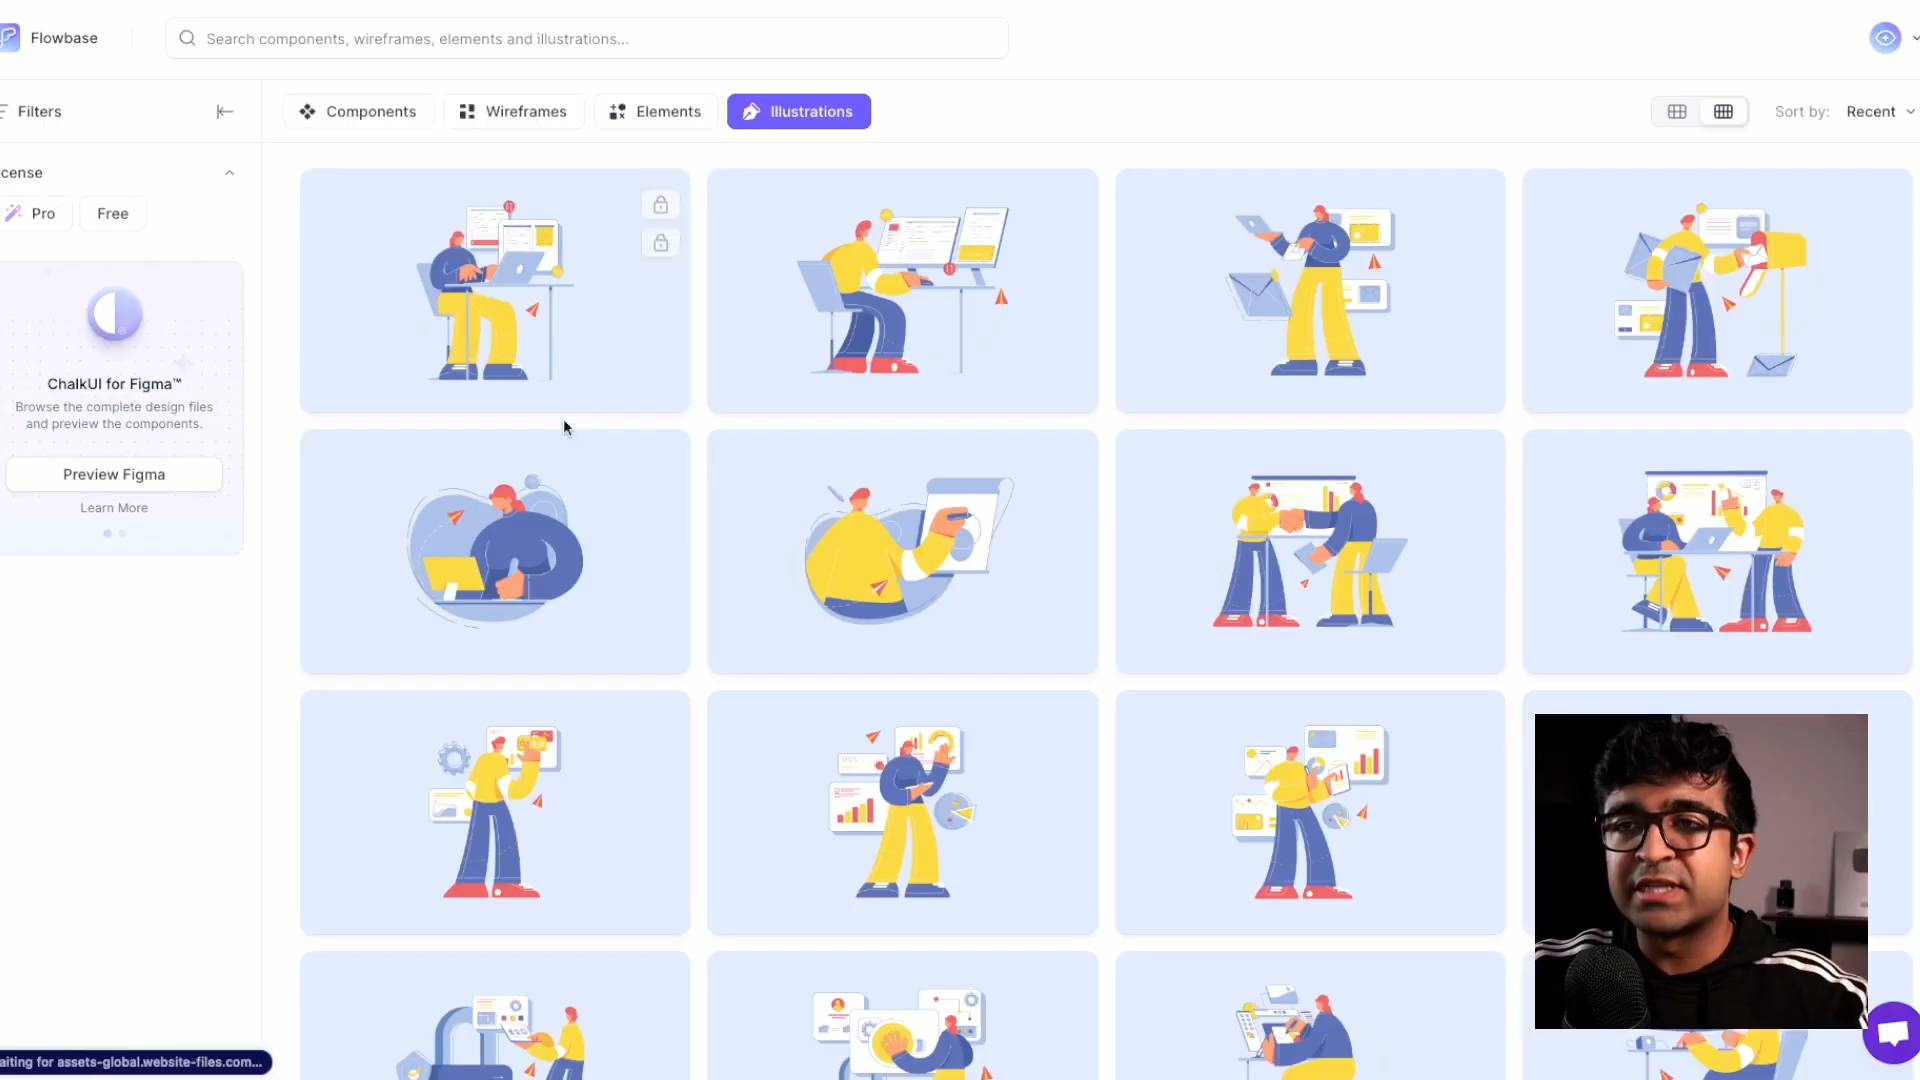 Flowbase
Search components, wireframes, elements and illustrations...
Filters
Components
Wireframes
Elements
Illustrations
Sort by: Recent
cense
Pro
Free
ChalkUI for Figma™
Browse the complete design files
and preview the components.
Preview Figma
Learn More
aiting for assets-global.website-files.com...